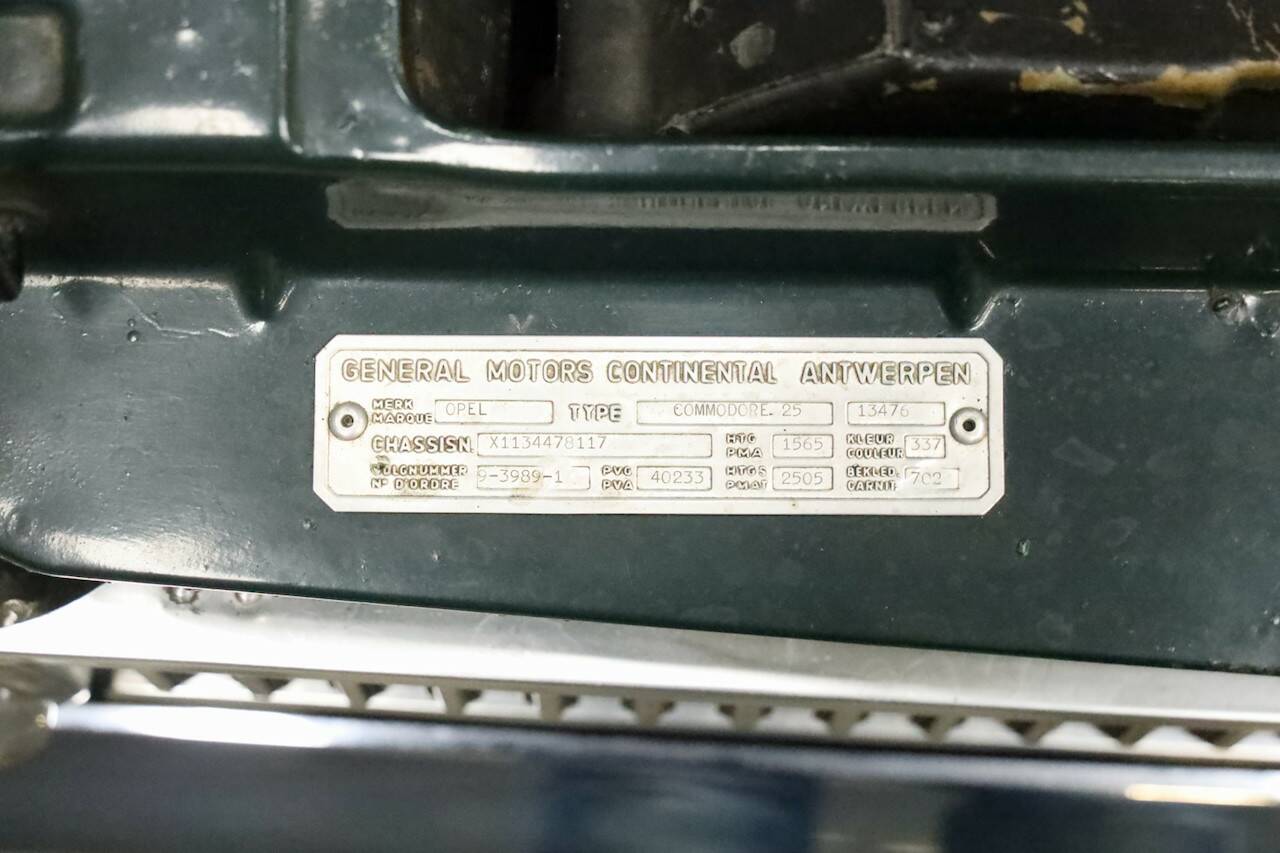 GENERAL MOTORS CONTINENTAL ANTWERPEN
MERK MARQUE OPEL TYPE COMMODORE. 25 13476
CHASSISN. X1134478117 HTG PMA 1565 KLEUR COULEUR 337
VOLGNUMMER N° D'ORDRE 9-3989-1 PVG PVA 40233 HTGS PMAT 2505 BEKLED. GARNIT. 702